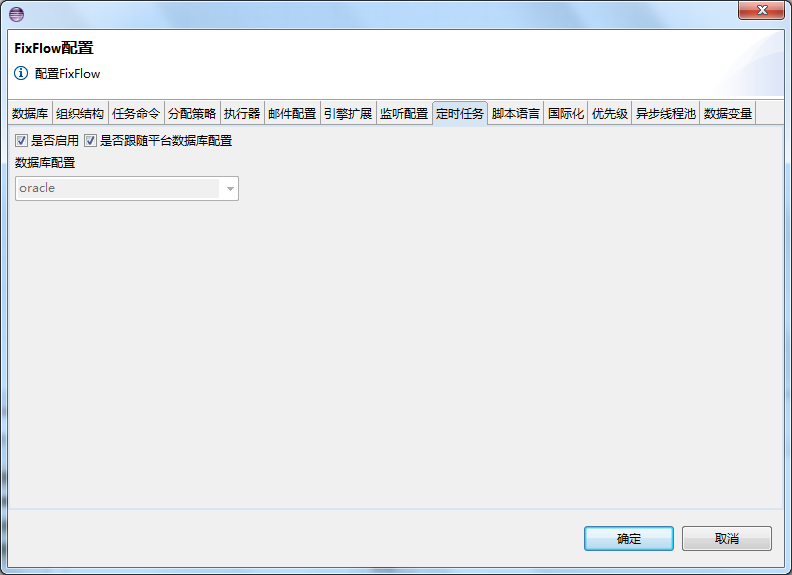 FixFlow配置
配置FixFlow
数据库 组织结构 任务命令 分配策略 执行器 邮件配置 引擎扩展 监听配置 定时任务 脚本语言 国际化 优先级 异步线程池 数据变量
是否启用 是否跟随平台数据库配置
数据库配置
oracle
确定 取消